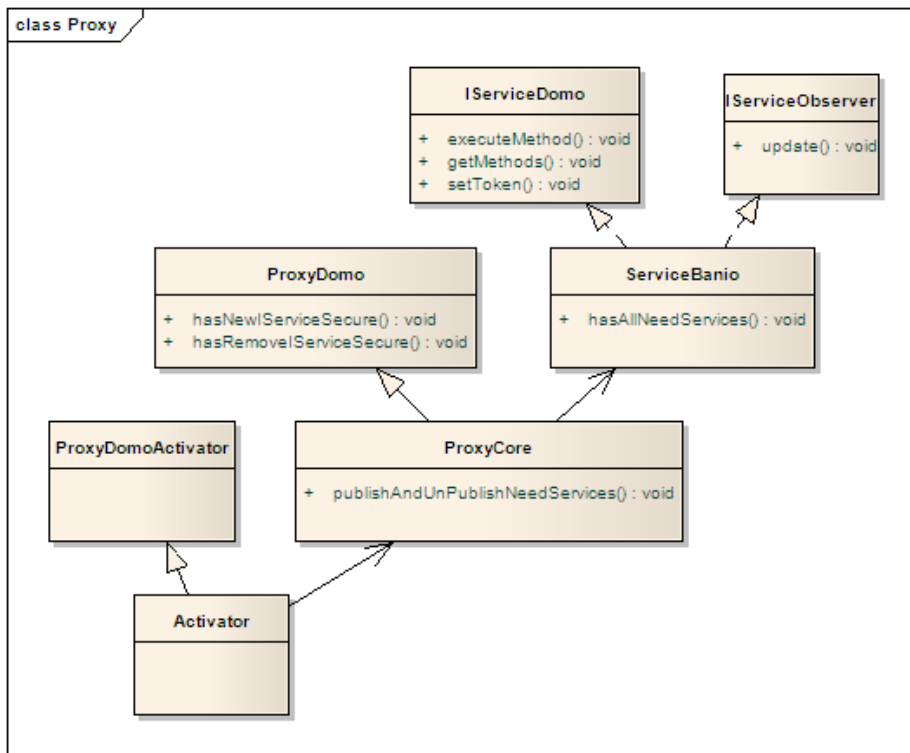 class Proxy
IServiceDomo
+ executeMethod() : void
+ getMethods() : void
+ setToken() : void
IServiceObserver
+ update() : void
ProxyDomo
+ hasNewIServiceSecure() : void
+ hasRemoveIServiceSecure() : void
ServiceBanio
+ hasAllNeedServices() : void
ProxyDomoActivator
ProxyCore
+ publishAndUnPublishNeedServices() : void
Activator